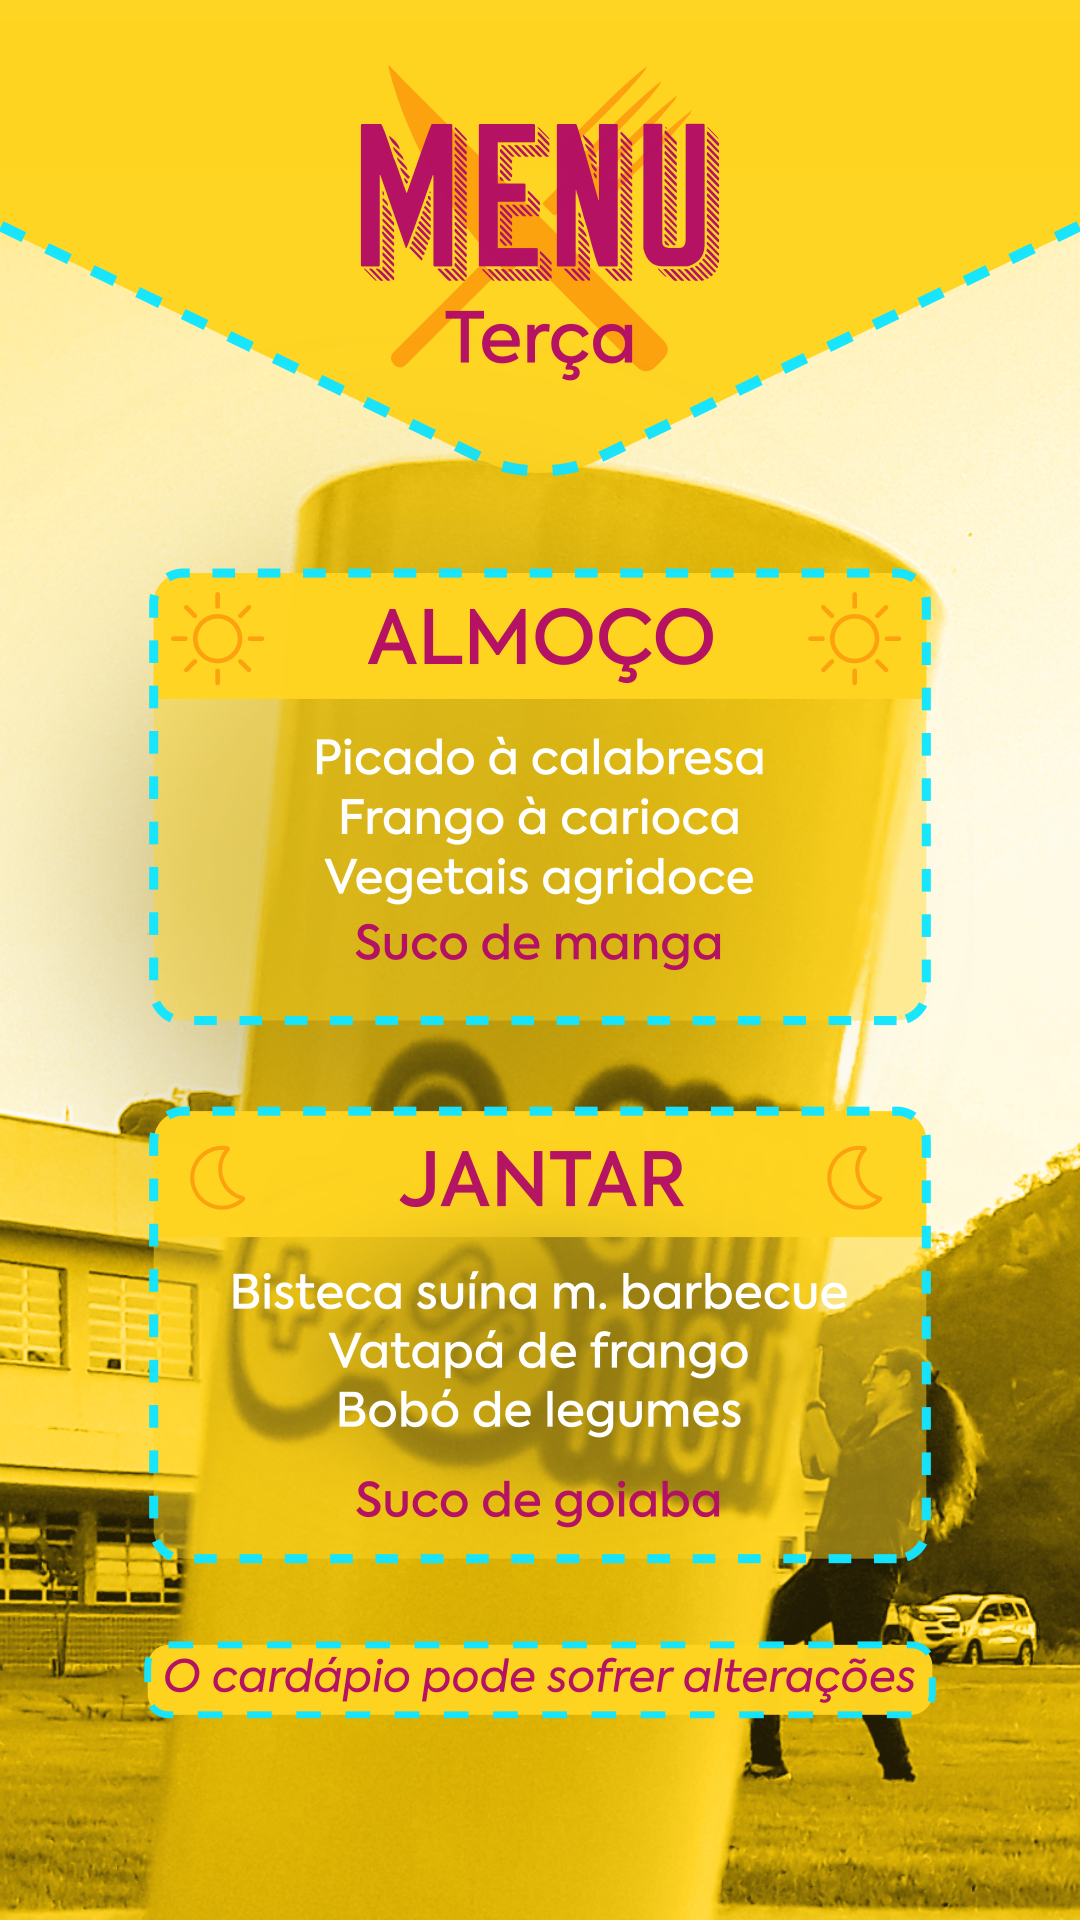 MENU
Terça
ALMOÇO
Picado à calabresa
Frango à carioca
Vegetais agridoce
Suco de manga
JANTAR
Bisteca suína m. barbecue
Vatapá de frango
Bobó de legumes
Suco de goiaba
O cardápio pode sofrer alterações